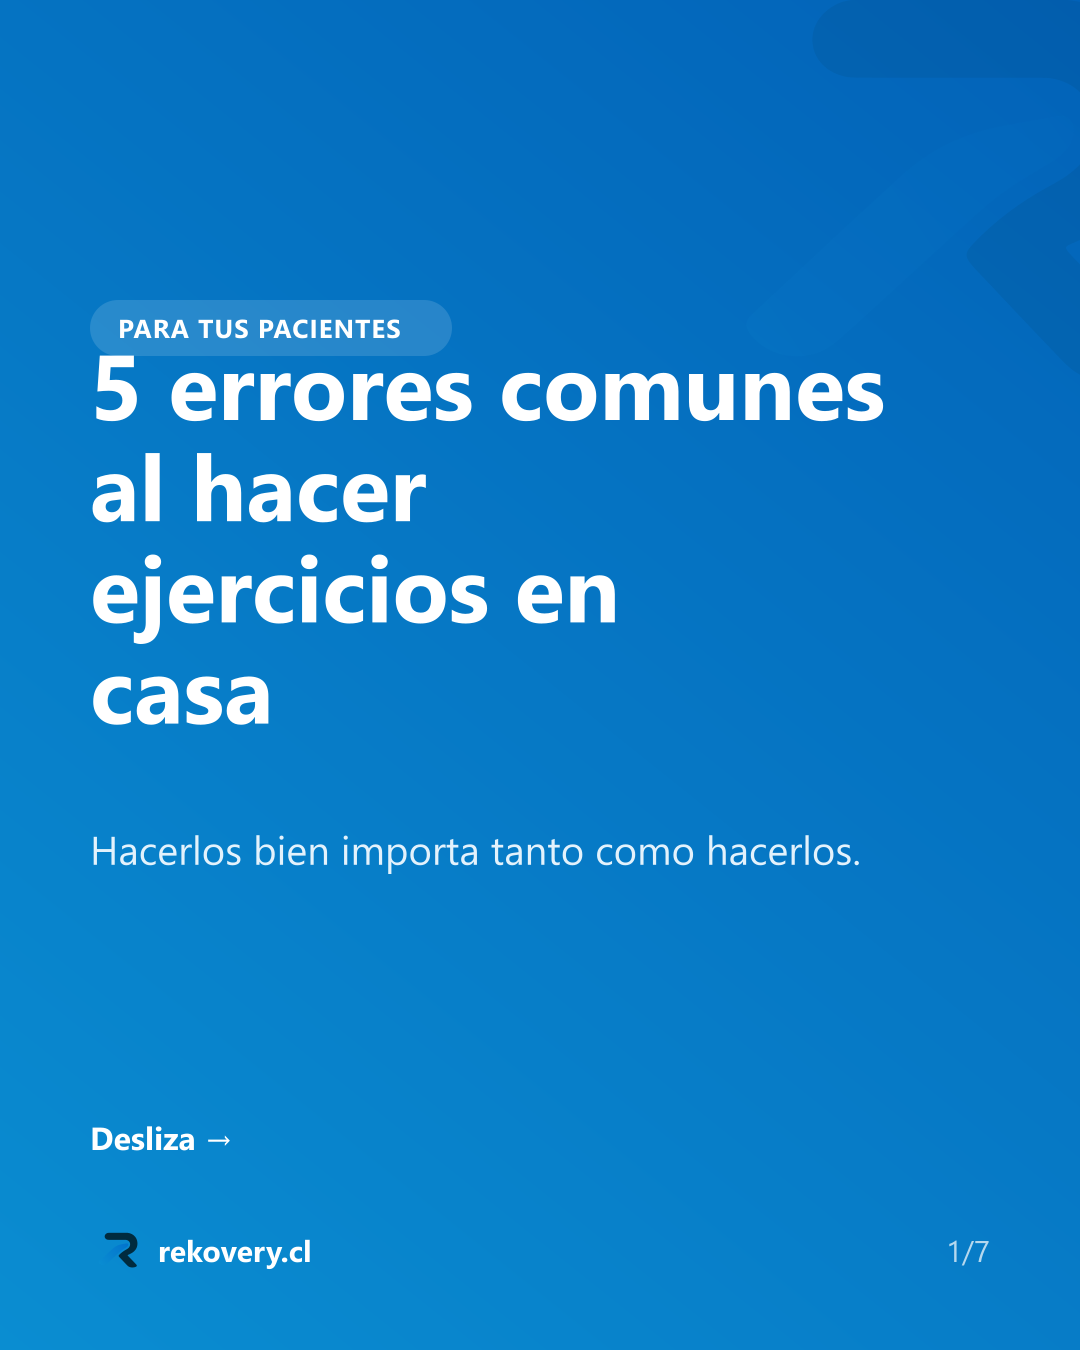 PARA TUS PACIENTES
5 errores comunes
al hacer
ejercicios en
casa
Hacerlos bien importa tanto como hacerlos.
Desliza →
rekovery.cl
1/7